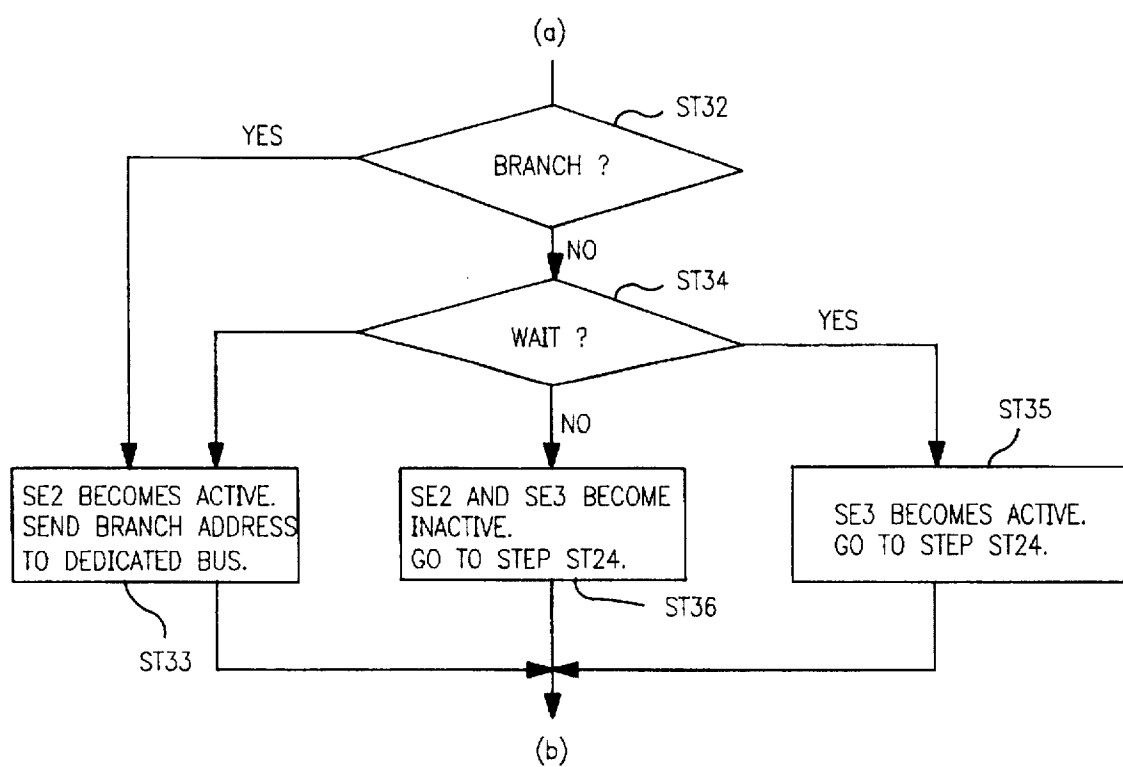 (a)
ST32
YES
BRANCH ?
NO
ST34
YES
WAIT ?
NO
ST35
SE2 BECOMES ACTIVE.
SEND BRANCH ADDRESS
TO DEDICATED BUS.
SE2 AND SE3 BECOME
INACTIVE.
GO TO STEP ST24.
SE3 BECOMES ACTIVE.
GO TO STEP ST24.
ST33
ST36
(b)